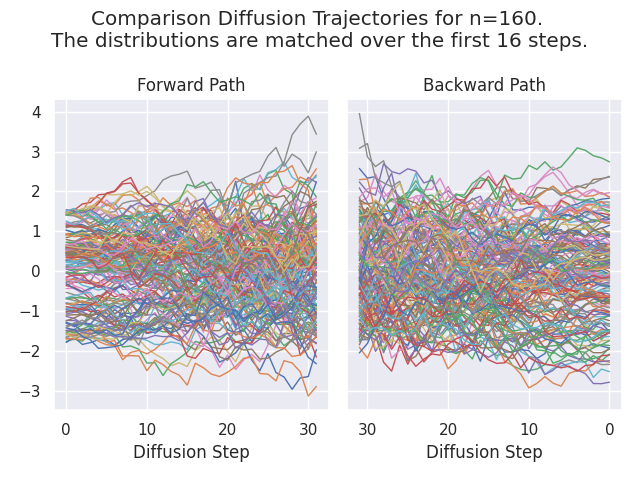 Comparison Diffusion Trajectories for n=160.
The distributions are matched over the first 16 steps.
Forward Path
Backward Path
4
3
2
1
0
−1
−2
−3
0 10 20 30
30 20 10 0
Diffusion Step
Diffusion Step